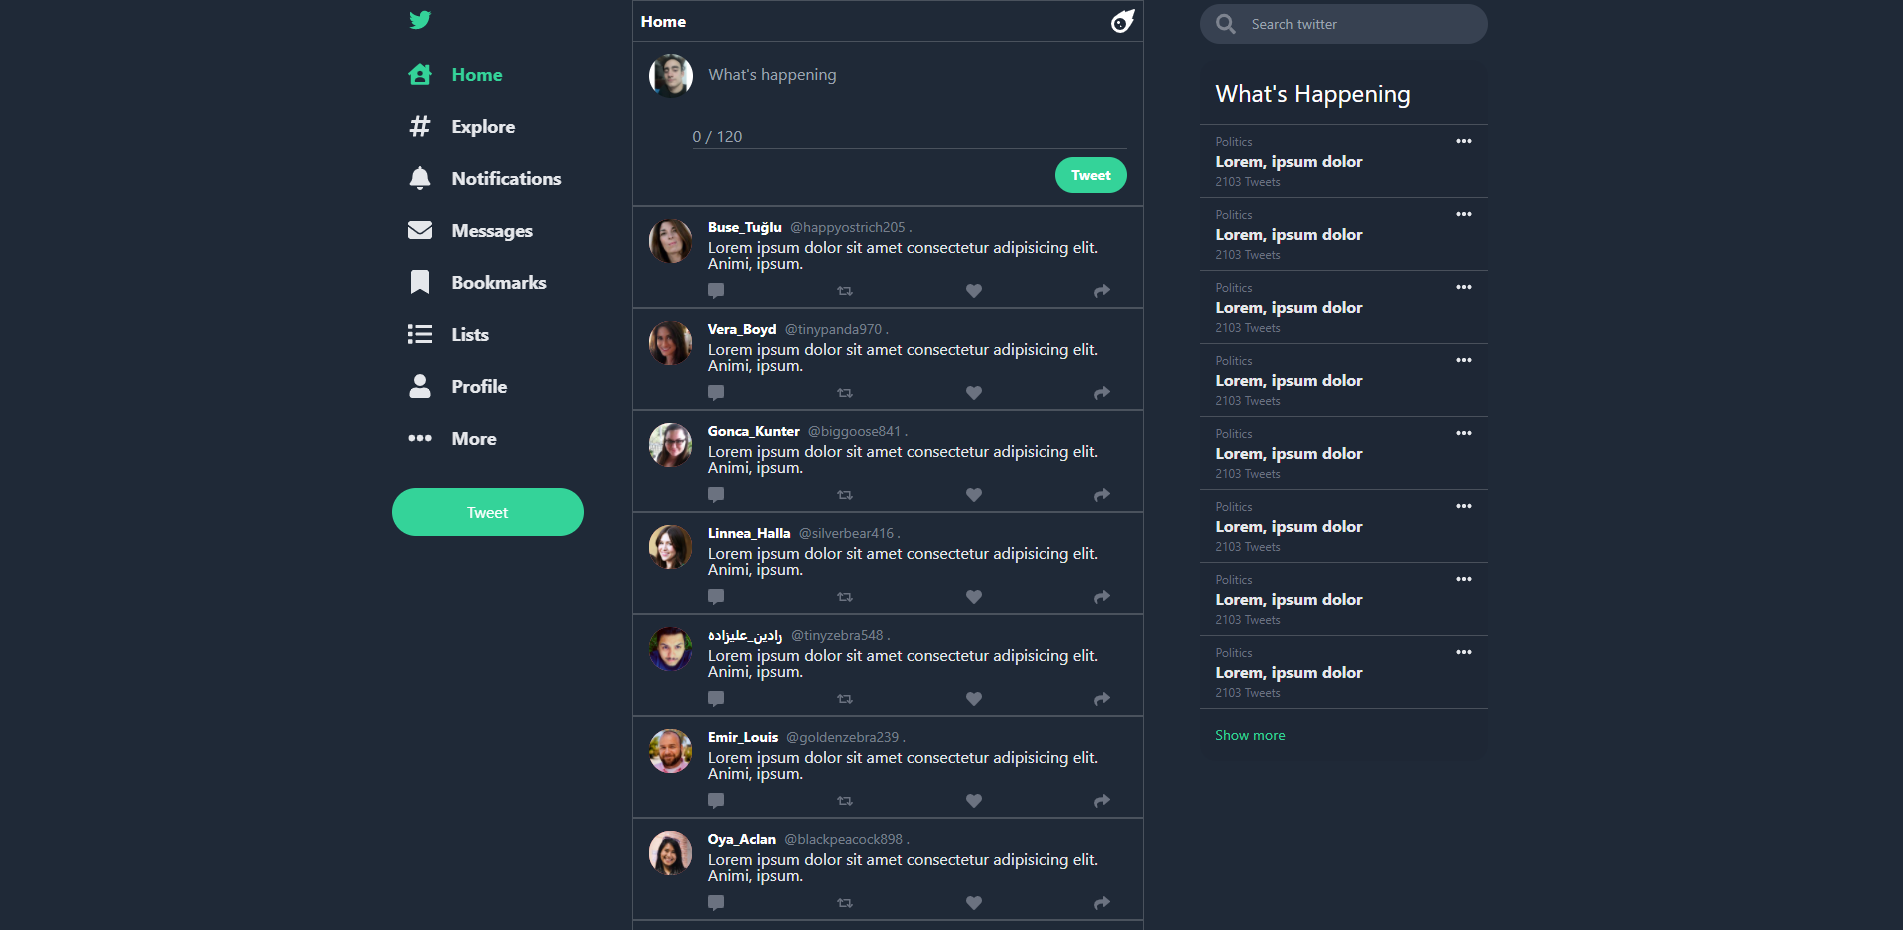 Home
Explore
Notifications
Messages
Bookmarks
Lists
Profile
More
Tweet
Home
What's happening
0 / 120
Tweet
Buse_Tuğlu @happyostrich205 .
Lorem ipsum dolor sit amet consectetur adipisicing elit.
Animi, ipsum.
Vera_Boyd @tinypanda970 .
Lorem ipsum dolor sit amet consectetur adipisicing elit.
Animi, ipsum.
Gonca_Kunter @biggoose841 .
Lorem ipsum dolor sit amet consectetur adipisicing elit.
Animi, ipsum.
Linnea_Halla @silverbear416 .
Lorem ipsum dolor sit amet consectetur adipisicing elit.
Animi, ipsum.
رادین_علیزاده @tinyzebra548 .
Lorem ipsum dolor sit amet consectetur adipisicing elit.
Animi, ipsum.
Emir_Louis @goldenzebra239 .
Lorem ipsum dolor sit amet consectetur adipisicing elit.
Animi, ipsum.
Oya_Aclan @blackpeacock898 .
Lorem ipsum dolor sit amet consectetur adipisicing elit.
Animi, ipsum.
Search twitter
What's Happening
Politics
Lorem, ipsum dolor
2103 Tweets
Politics
Lorem, ipsum dolor
2103 Tweets
Politics
Lorem, ipsum dolor
2103 Tweets
Politics
Lorem, ipsum dolor
2103 Tweets
Politics
Lorem, ipsum dolor
2103 Tweets
Politics
Lorem, ipsum dolor
2103 Tweets
Politics
Lorem, ipsum dolor
2103 Tweets
Politics
Lorem, ipsum dolor
2103 Tweets
Show more